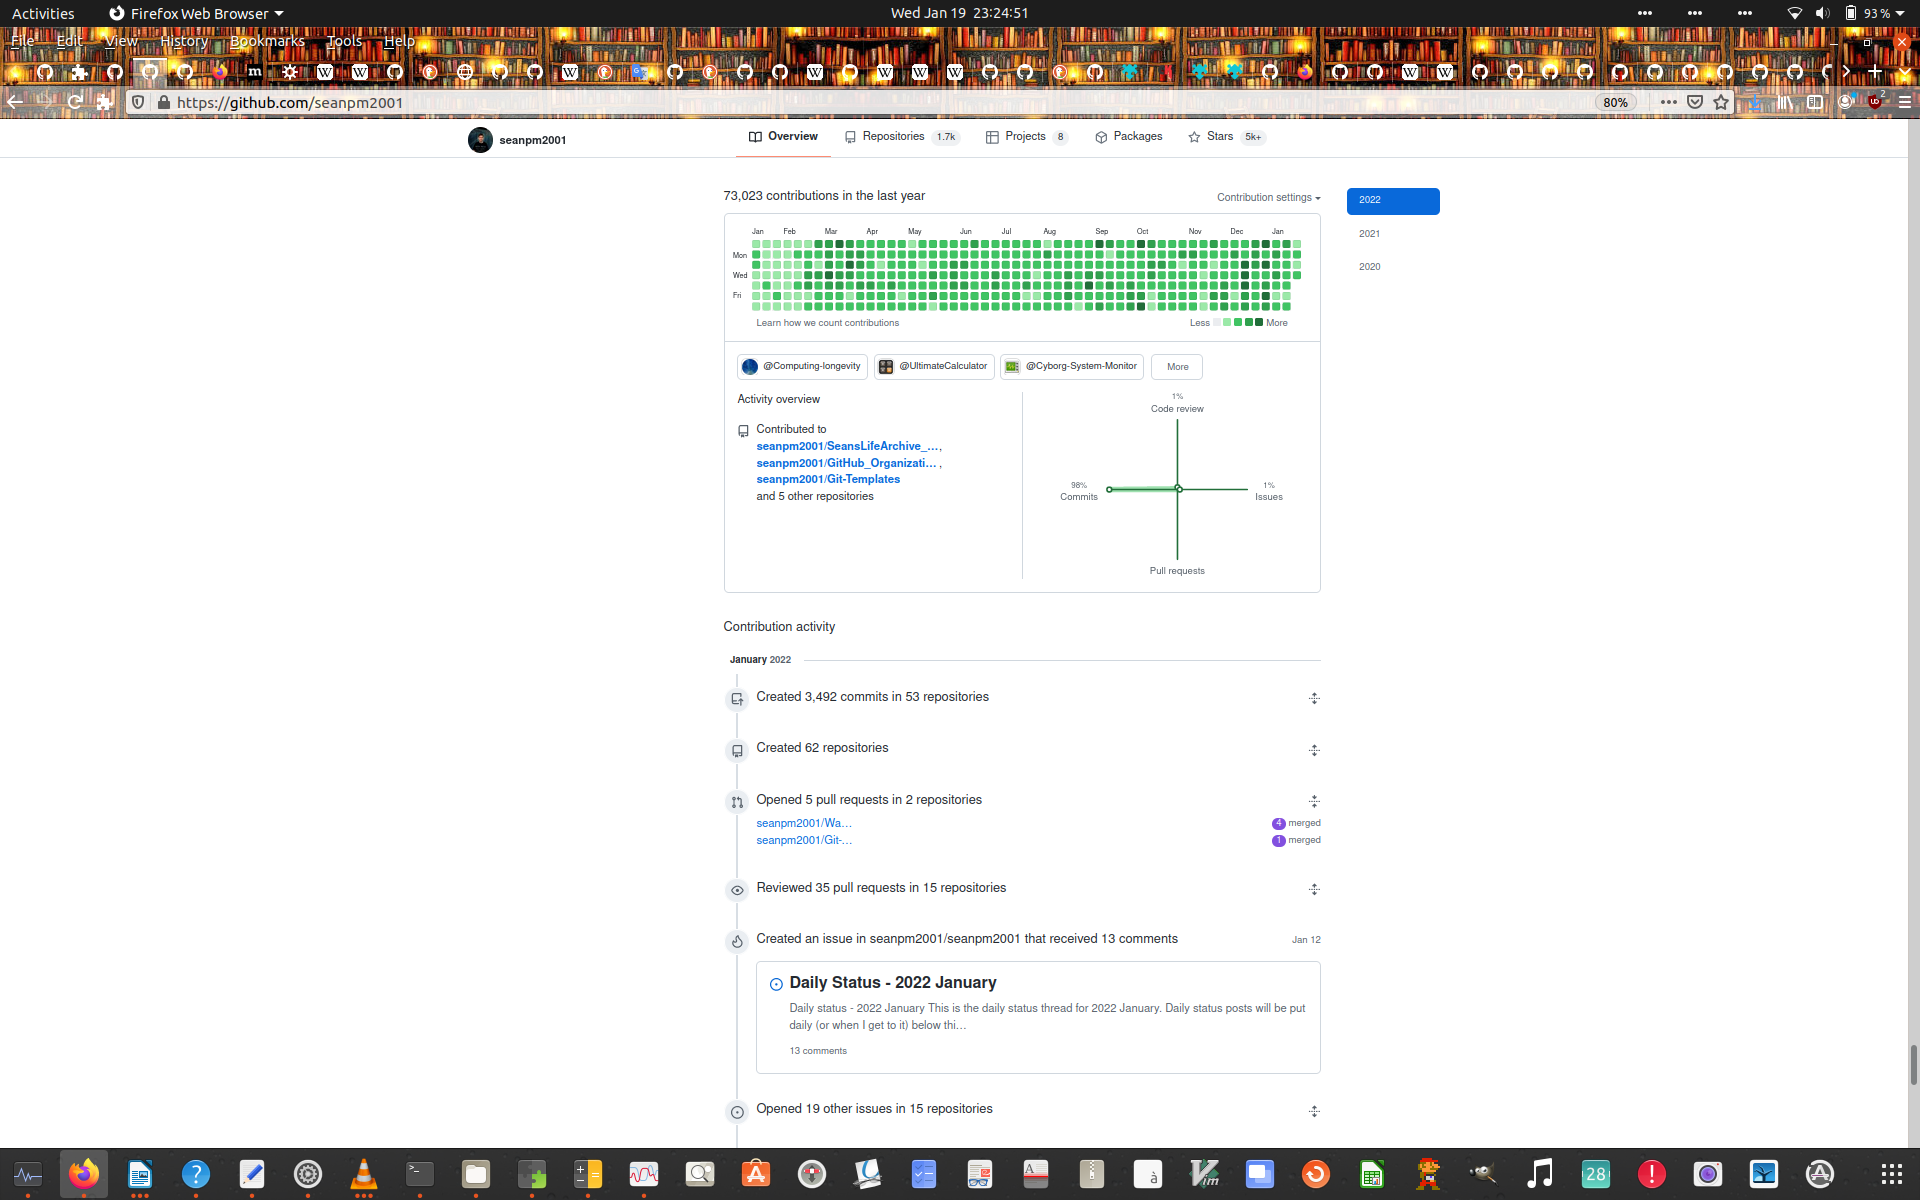 Activities
Firefox Web Browser
Wed Jan 19 23:24:51
93 %
File Edit View History Bookmarks Tools Help
https://github.com/seanpm2001
80%
2
seanpm2001
Overview
Repositories 1.7k
Projects 8
Packages
Stars 5k+
73,023 contributions in the last year
Contribution settings
2022
2021
2020
Jan Feb Mar Apr May Jun Jul Aug Sep Oct Nov Dec Jan
Mon
Wed
Fri
Learn how we count contributions
Less
More
@Computing-longevity
@UltimateCalculator
@Cyborg-System-Monitor
More
Activity overview
Contributed to
seanpm2001/SeansLifeArchive_…,
seanpm2001/GitHub_Organizati… ,
seanpm2001/Git-Templates
and 5 other repositories
1%
Code review
98%
Commits
1%
Issues
Pull requests
Contribution activity
January 2022
Created 3,492 commits in 53 repositories
Created 62 repositories
Opened 5 pull requests in 2 repositories
seanpm2001/Wa…
4 merged
seanpm2001/Git-…
1 merged
Reviewed 35 pull requests in 15 repositories
Created an issue in seanpm2001/seanpm2001 that received 13 comments
Jan 12
Daily Status - 2022 January
Daily status - 2022 January This is the daily status thread for 2022 January. Daily status posts will be put
daily (or when I get to it) below thi…
13 comments
Opened 19 other issues in 15 repositories
28